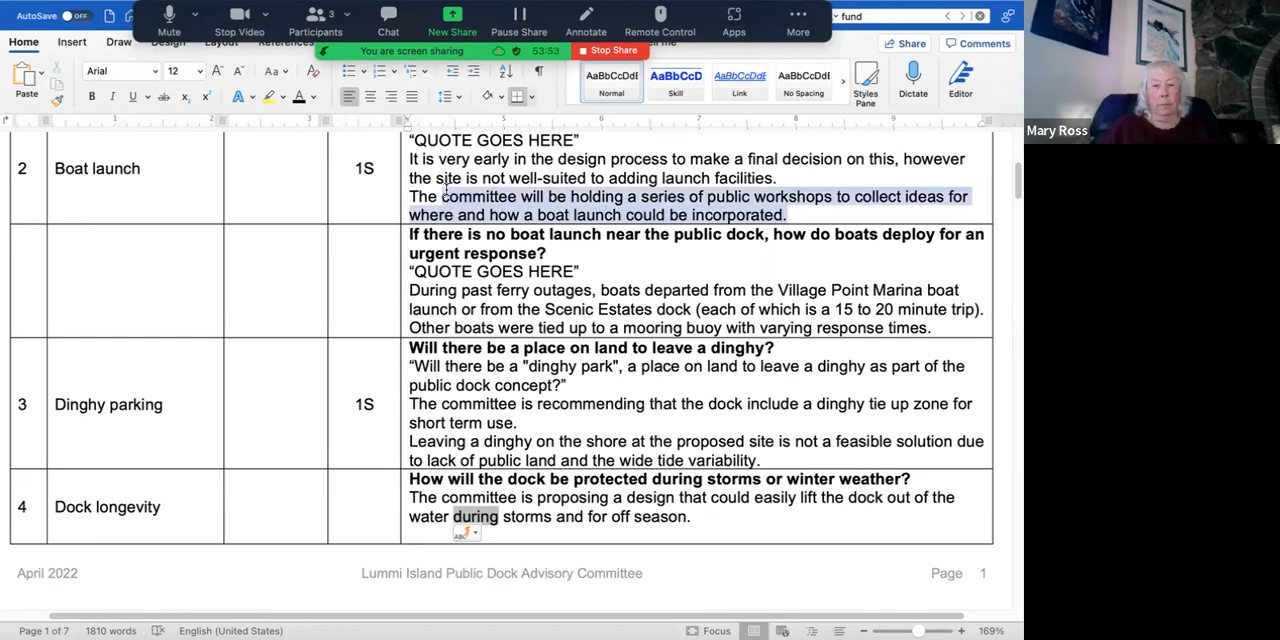 AutoSave OFF
fund
Mute
Stop Video
Participants 3
Chat
New Share
Pause Share
Annotate
Remote Control
Apps
More
You are screen sharing 53:53 Stop Share
Home Insert Draw Design Layout References
Share Comments
Paste
Arial 12
AaBbCcDdE AaBbCcD AaBbCcDdE AaBbCcDdE
Normal Skill Link No Spacing
Styles Pane
Dictate
Editor
Mary Ross
1 2 3 4 5 6 7 8 9
2 Boat launch 1S
"QUOTE GOES HERE"
It is very early in the design process to make a final decision on this, however
the site is not well-suited to adding launch facilities.
The committee will be holding a series of public workshops to collect ideas for
where and how a boat launch could be incorporated.
If there is no boat launch near the public dock, how do boats deploy for an
urgent response?
"QUOTE GOES HERE"
During past ferry outages, boats departed from the Village Point Marina boat
launch or from the Scenic Estates dock (each of which is a 15 to 20 minute trip).
Other boats were tied up to a mooring buoy with varying response times.
3 Dinghy parking 1S
Will there be a place on land to leave a dinghy?
“Will there be a "dinghy park", a place on land to leave a dinghy as part of the
public dock concept?”
The committee is recommending that the dock include a dinghy tie up zone for
short term use.
Leaving a dinghy on the shore at the proposed site is not a feasible solution due
to lack of public land and the wide tide variability.
4 Dock longevity
How will the dock be protected during storms or winter weather?
The committee is proposing a design that could easily lift the dock out of the
water during storms and for off season.
April 2022 Lummi Island Public Dock Advisory Committee Page 1
Page 1 of 7 1810 words English (United States) Focus 169%